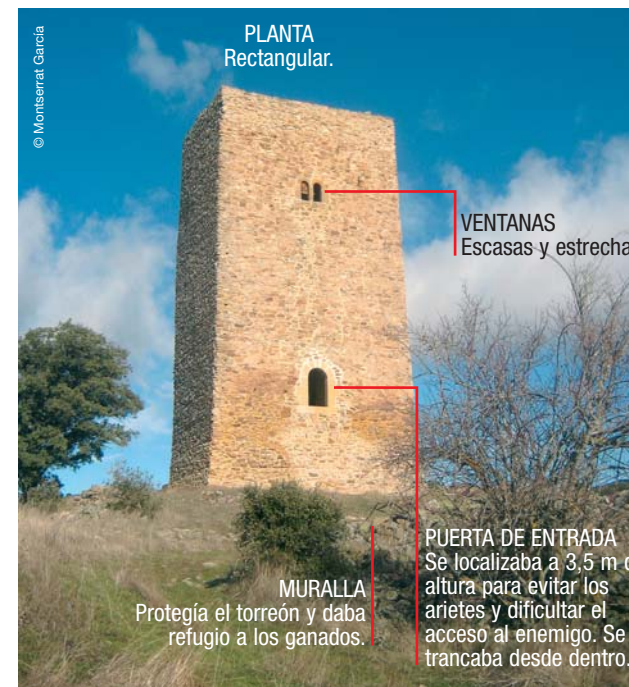 © Montserrat García
PLANTA
Rectangular.
VENTANAS
Escasas y estrecha
PUERTA DE ENTRADA
Se localizaba a 3,5 m d
altura para evitar los
arietes y dificultar el
acceso al enemigo. Se
trancaba desde dentro.
MURALLA
Protegía el torreón y daba
refugio a los ganados.